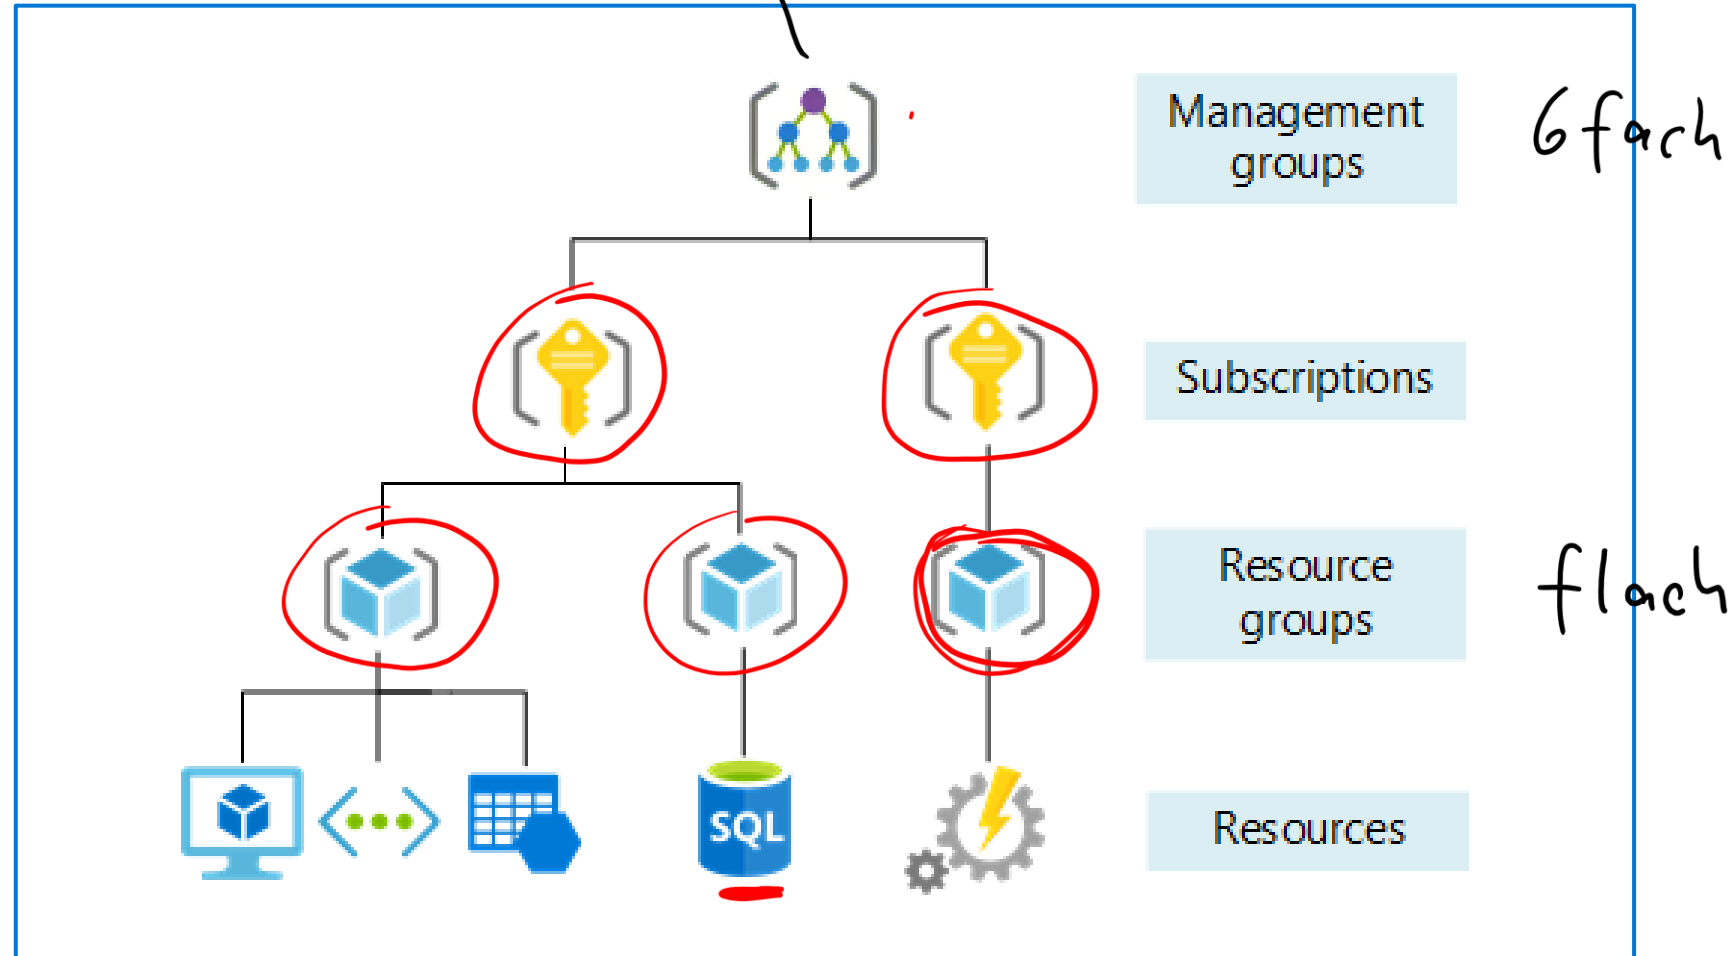 Management
groups
6fach
Subscriptions
Resource
groups
flach
SQL
Resources